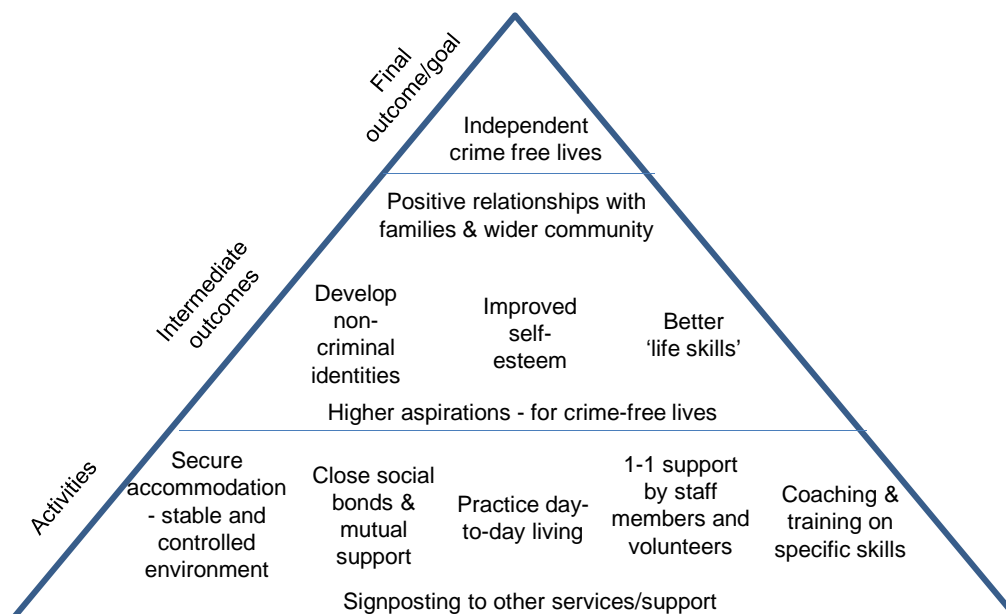 Final
outcome/goal
Independent
crime free lives
Positive relationships with
families & wider community
Intermediate
outcomes
Develop
non-
criminal
identities
Improved
self-
esteem
Better
‘life skills’
Higher aspirations - for crime-free lives
Activities
Secure
accommodation
- stable and
controlled
environment
Close social
bonds &
mutual
support
Practice day-
to-day living
1-1 support
by staff
members and
volunteers
Coaching &
training on
specific skills
Signposting to other services/support